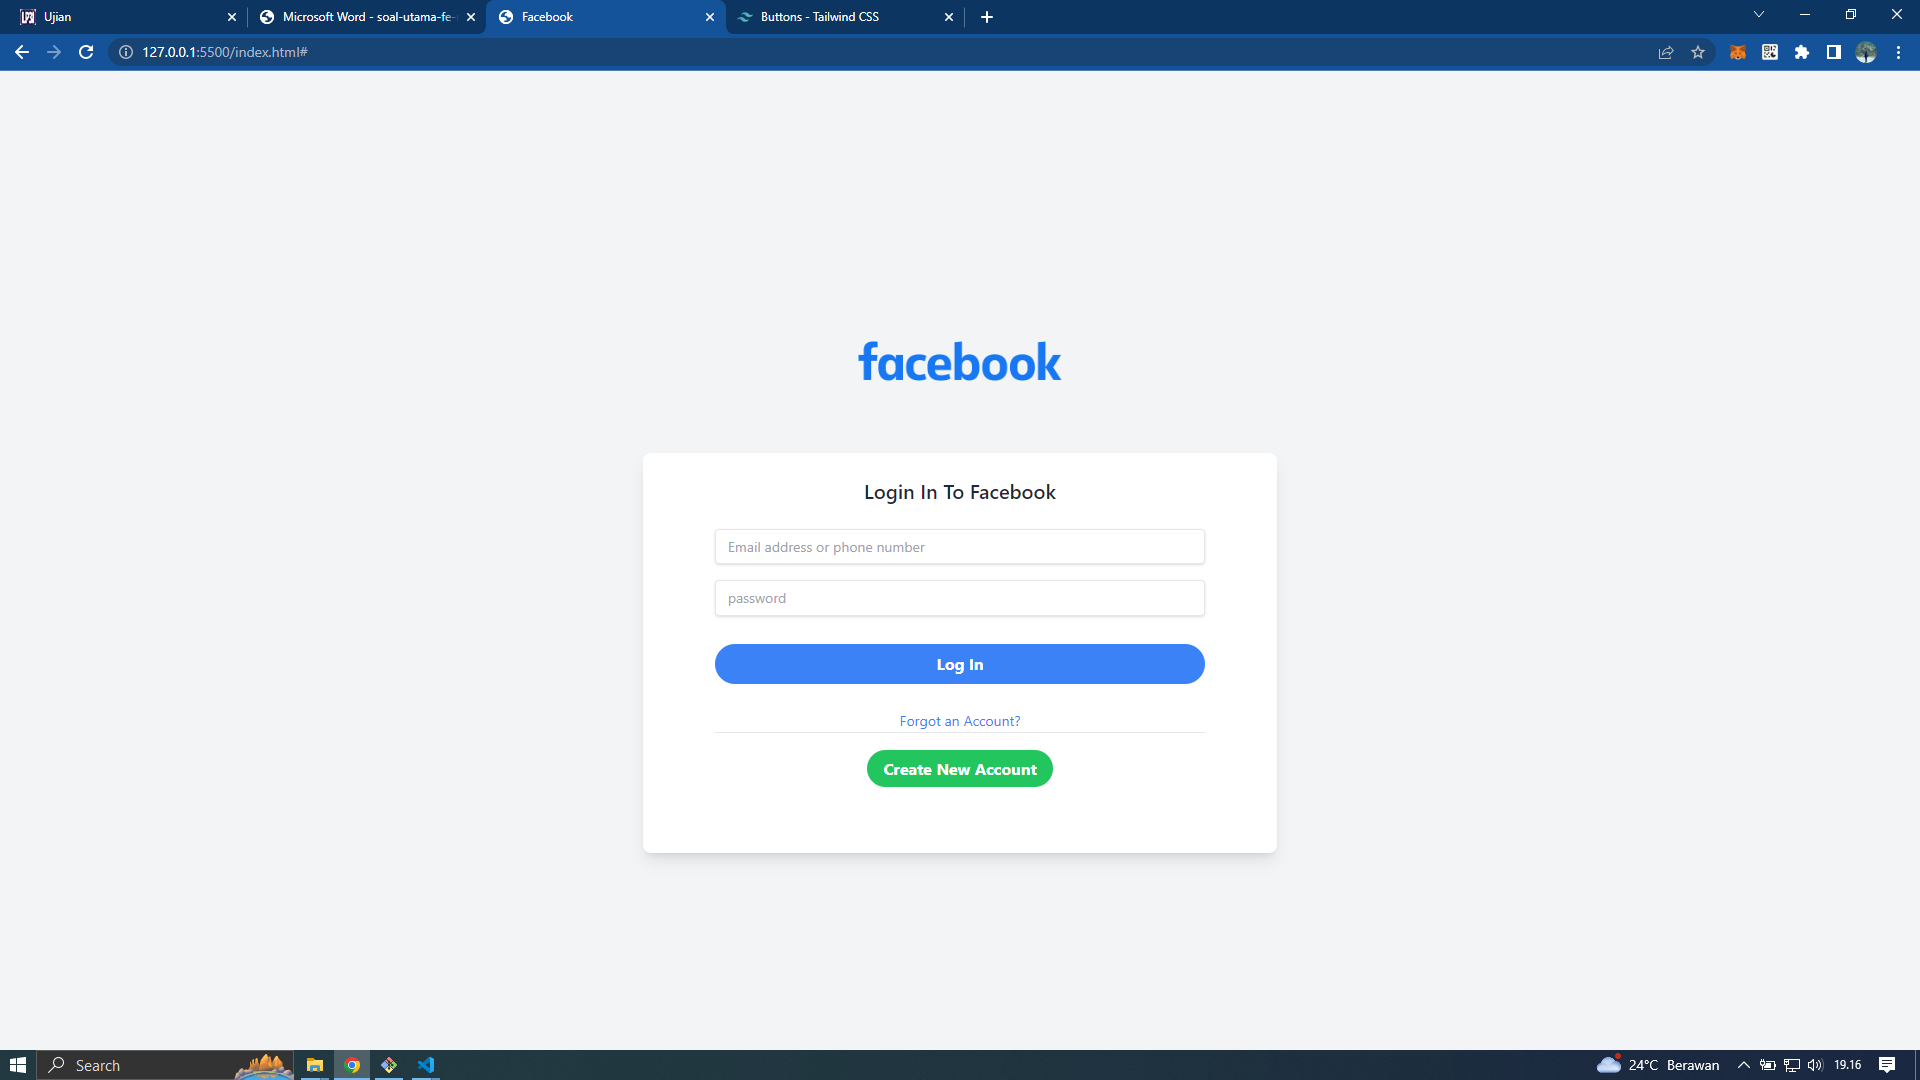 Ujian
Microsoft Word - soal-utama-fe-
Facebook
Buttons - Tailwind CSS
127.0.0.1:5500/index.html#
facebook
Login In To Facebook
Email address or phone number
password
Log In
Forgot an Account?
Create New Account
Search
24°C Berawan
19.16